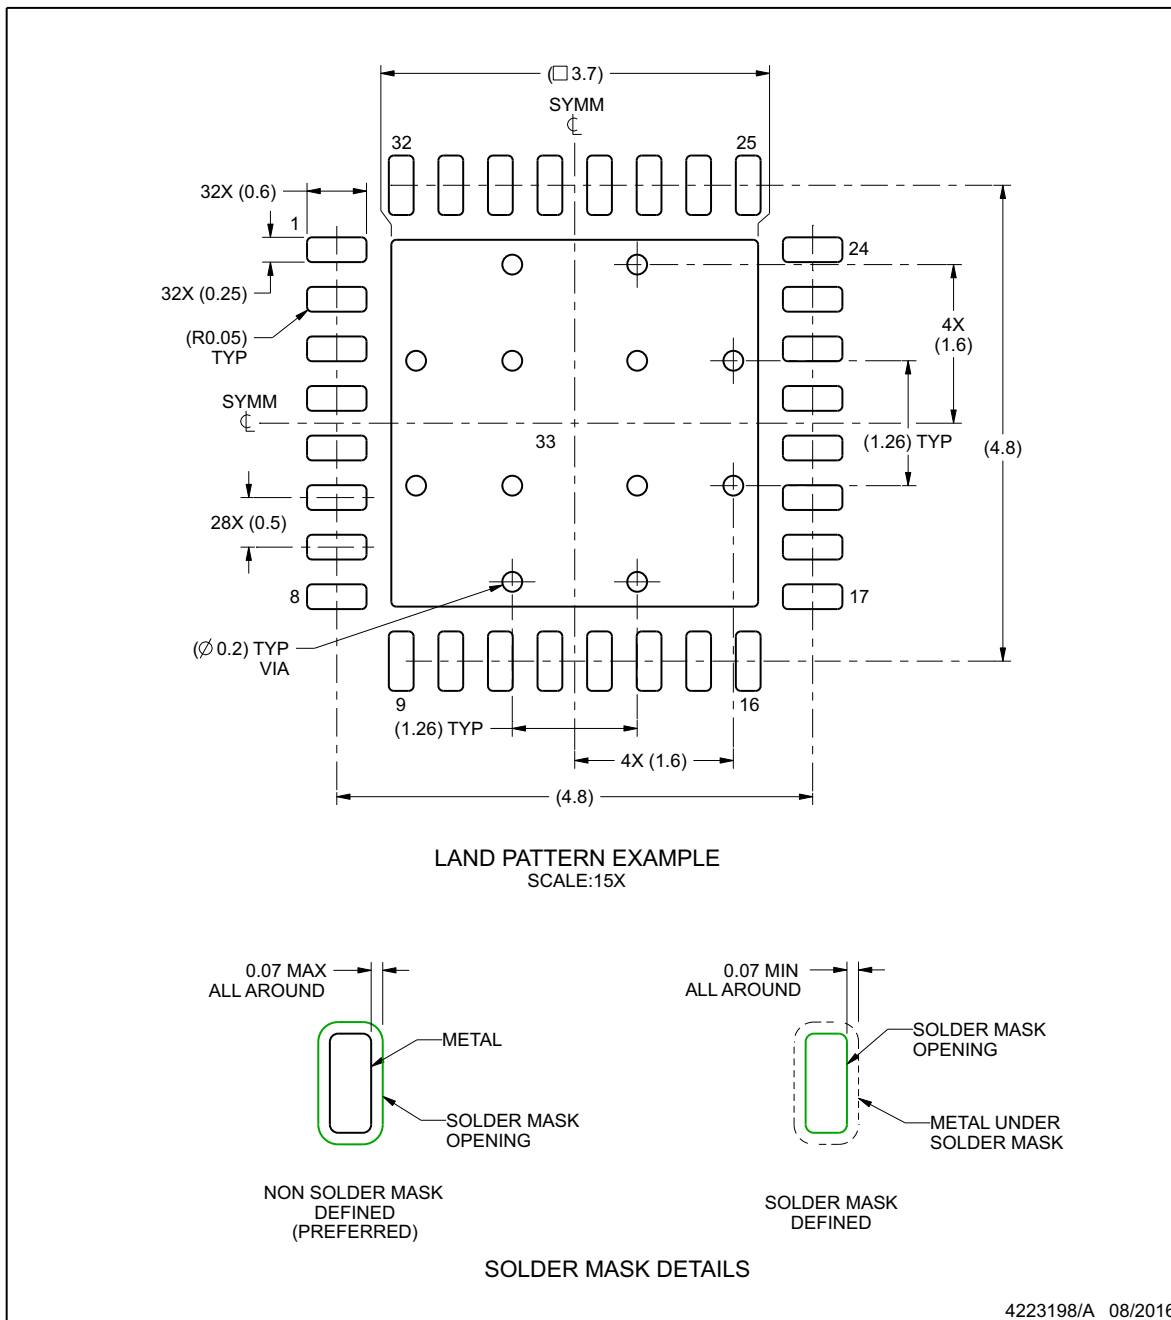 (□ 3.7)
SYMM
℄
32
25
32X (0.6)
1
24
32X (0.25)
(R0.05)
TYP
4X
(1.6)
SYMM
℄
33
(1.26) TYP
(4.8)
28X (0.5)
8
17
(∅ 0.2) TYP
VIA
9
16
(1.26) TYP
4X (1.6)
(4.8)
LAND PATTERN EXAMPLE
SCALE:15X
0.07 MAX
ALL AROUND
METAL
SOLDER MASK
OPENING
NON SOLDER MASK
DEFINED
(PREFERRED)
0.07 MIN
ALL AROUND
SOLDER MASK
OPENING
METAL UNDER
SOLDER MASK
SOLDER MASK
DEFINED
SOLDER MASK DETAILS
4223198/A 08/2016